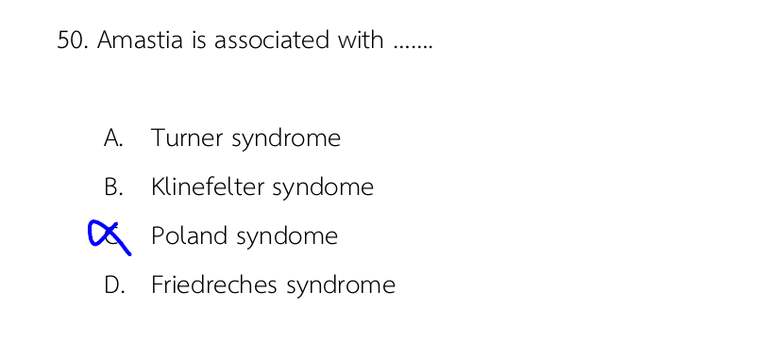 50. Amastia is associated with .......
A. Turner syndrome
B. Klinefelter syndome
Poland syndome
D. Friedreches syndrome